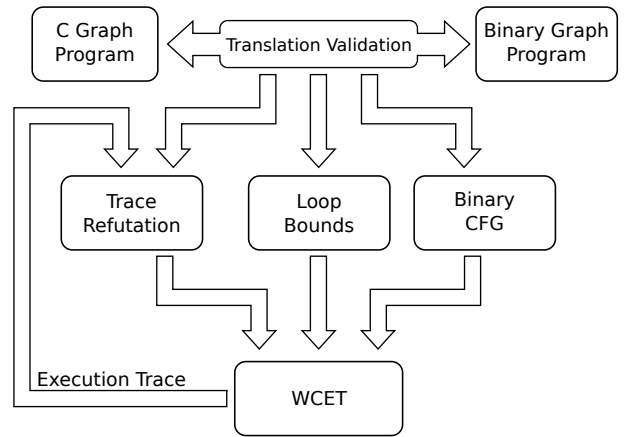 C Graph
Program
Translation Validation
Binary Graph
Program
Trace
Refutation
Loop
Bounds
Binary
CFG
Execution Trace
WCET